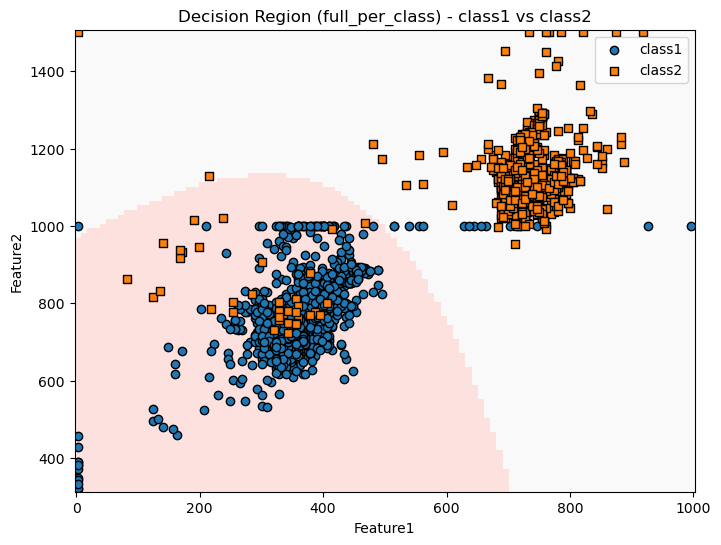 Decision Region (full_per_class) - class1 vs class2
class1
class2
1400
1200
1000
800
600
400
Feature2
0
200
400
600
800
1000
Feature1